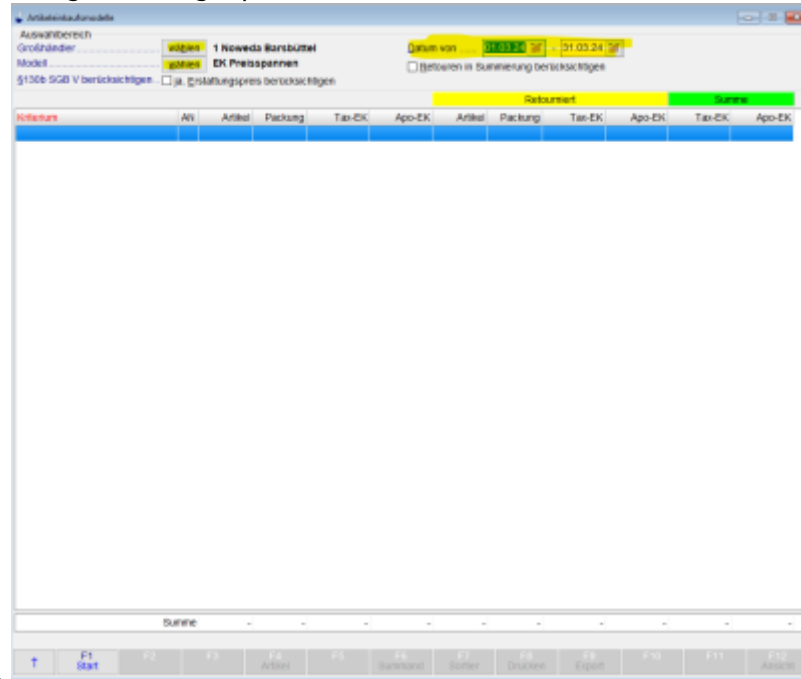 Artikeleinkaufsmodelle
Auswahlbereich
Großhändler wählen 1 Noweda Barsbüttel Datum von 01.03.24 - 31.03.24
Modell wählen EK Preisspannen Retouren in Summierung berücksichtigen
§130b SGB V berücksichtigen ja, Erstattungspreis berücksichtigen
Retourniert Summe
Kriterium AN Artikel Packung Tax-EK Apo-EK Artikel Packung Tax-EK Apo-EK Tax-EK Apo-EK
Summe - - - - - - - - - -
F1 F2 F3 F4 F5 F6 F7 F8 F9 F10 F11 F12
Start Artikel Summand Sortier Drucken Export Ansicht